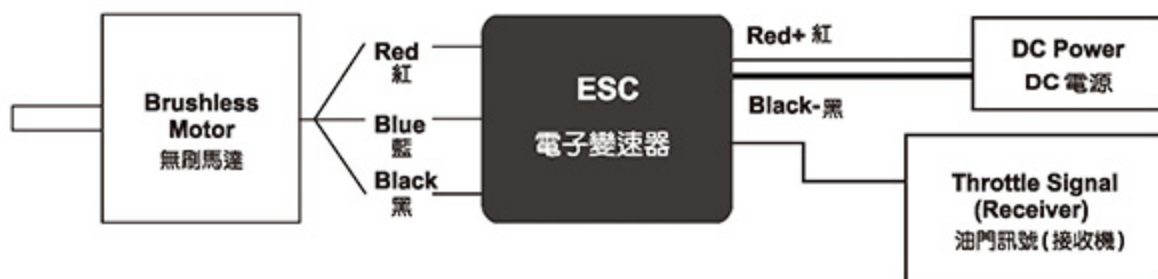 Brushless
Motor
無刷馬達
Red
紅
Blue
藍
Black
黑
ESC
電子變速器
Red+ 紅
Black-黑
DC Power
DC 電源
Throttle Signal
(Receiver)
油門訊號(接收機)